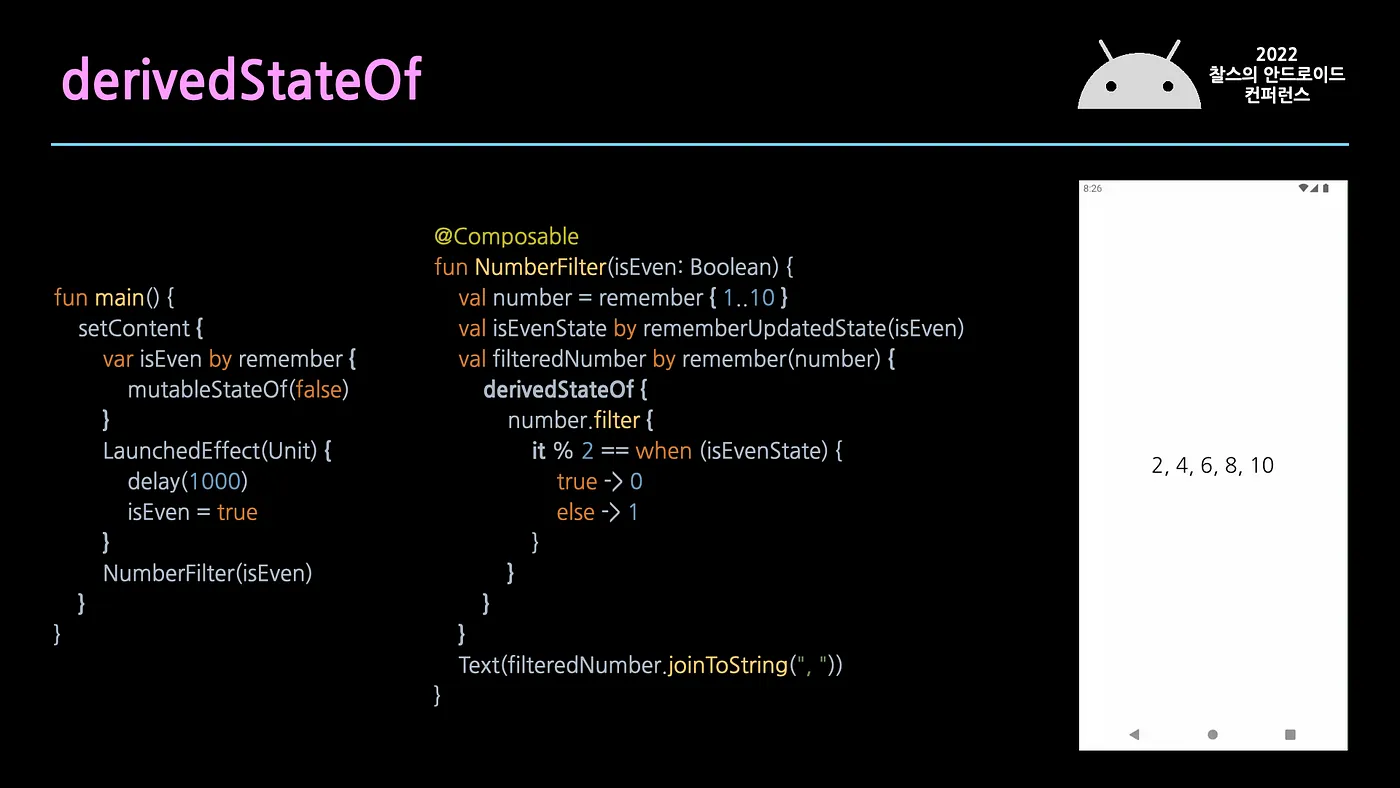 derivedStateOf
2022
찰스의 안드로이드
컨퍼런스
fun main() {
setContent {
var isEven by remember {
mutableStateOf(false)
}
LaunchedEffect(Unit) {
delay(1000)
isEven = true
}
NumberFilter(isEven)
}
}
@Composable
fun NumberFilter(isEven: Boolean) {
val number = remember { 1..10 }
val isEvenState by rememberUpdatedState(isEven)
val filteredNumber by remember(number) {
derivedStateOf {
number.filter {
it % 2 == when (isEvenState) {
true -> 0
else -> 1
}
}
}
}
Text(filteredNumber.joinToString(", "))
}
8:26
2, 4, 6, 8, 10